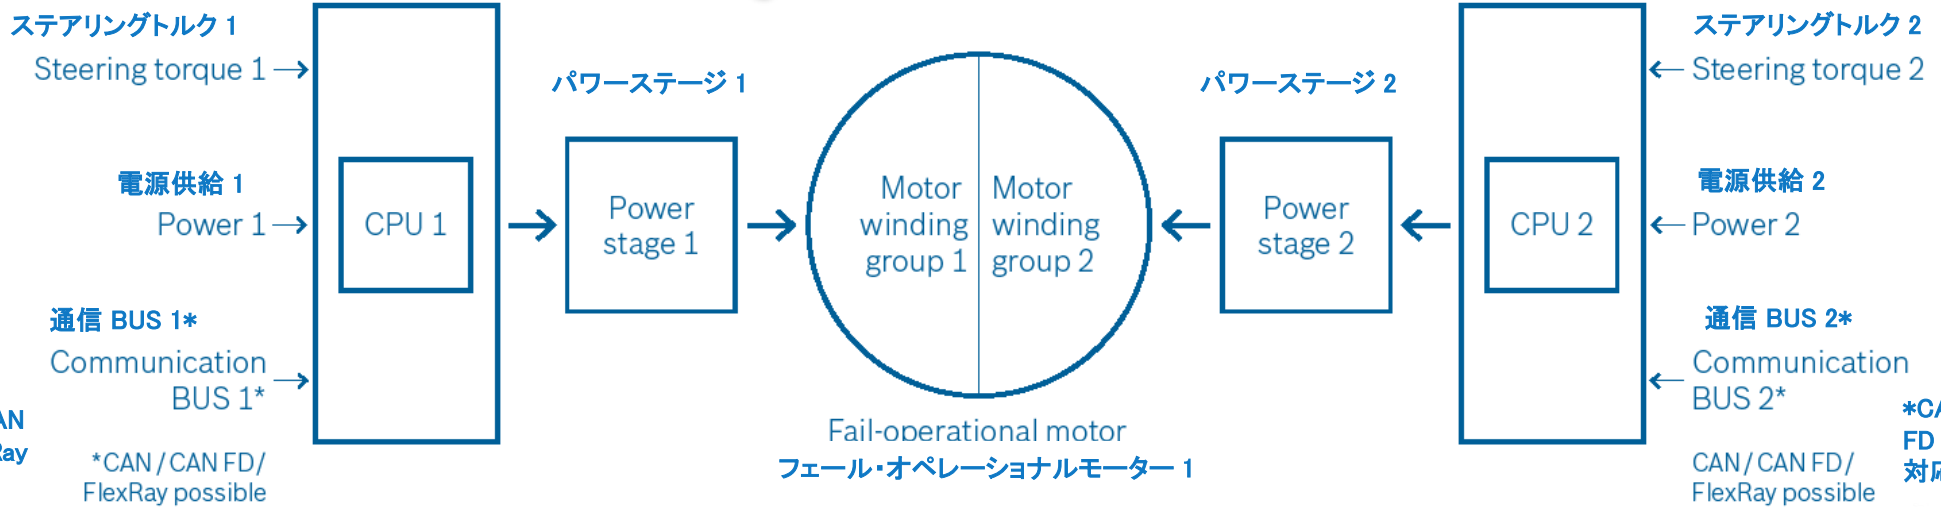 ステアリングトルク 1
Steering torque 1
電源供給 1
Power 1
通信 BUS 1*
Communication
BUS 1*
*CAN / CAN FD /
FlexRay possible
CPU 1
パワーステージ 1
Power
stage 1
Motor
winding
group 1
Motor
winding
group 2
Fail-operational motor
フェール・オペレーショナルモーター 1
パワーステージ 2
Power
stage 2
CPU 2
ステアリングトルク 2
Steering torque 2
電源供給 2
Power 2
通信 BUS 2*
Communication
BUS 2*
CAN / CAN FD /
FlexRay possible
FD